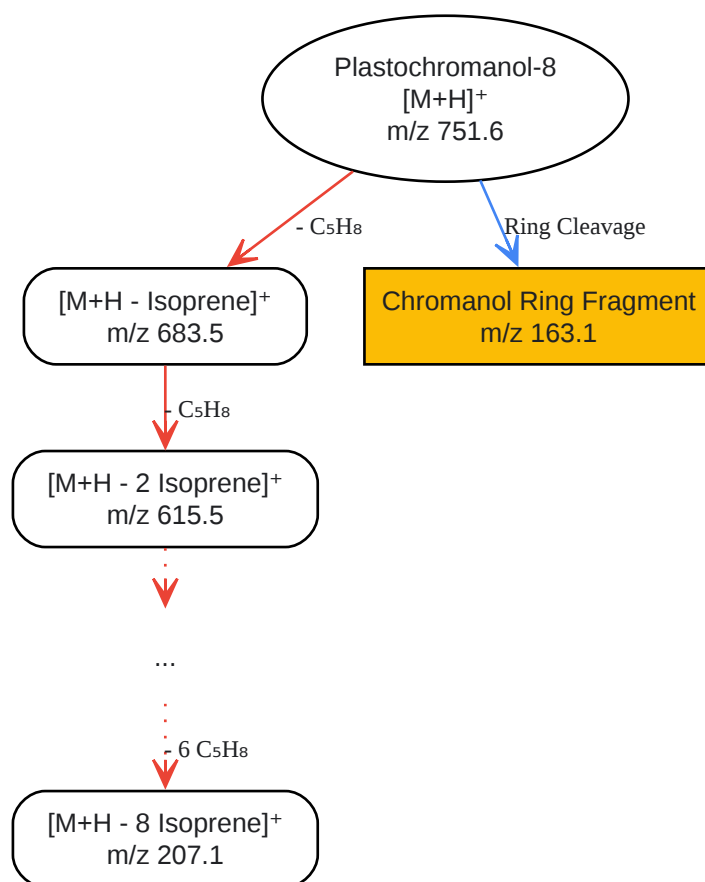 Plastochromanol-8
[M+H]⁺
m/z 751.6
- C₅H₈
Ring Cleavage
[M+H - Isoprene]⁺
m/z 683.5
Chromanol Ring Fragment
m/z 163.1
- C₅H₈
[M+H - 2 Isoprene]⁺
m/z 615.5
...
- 6 C₅H₈
[M+H - 8 Isoprene]⁺
m/z 207.1